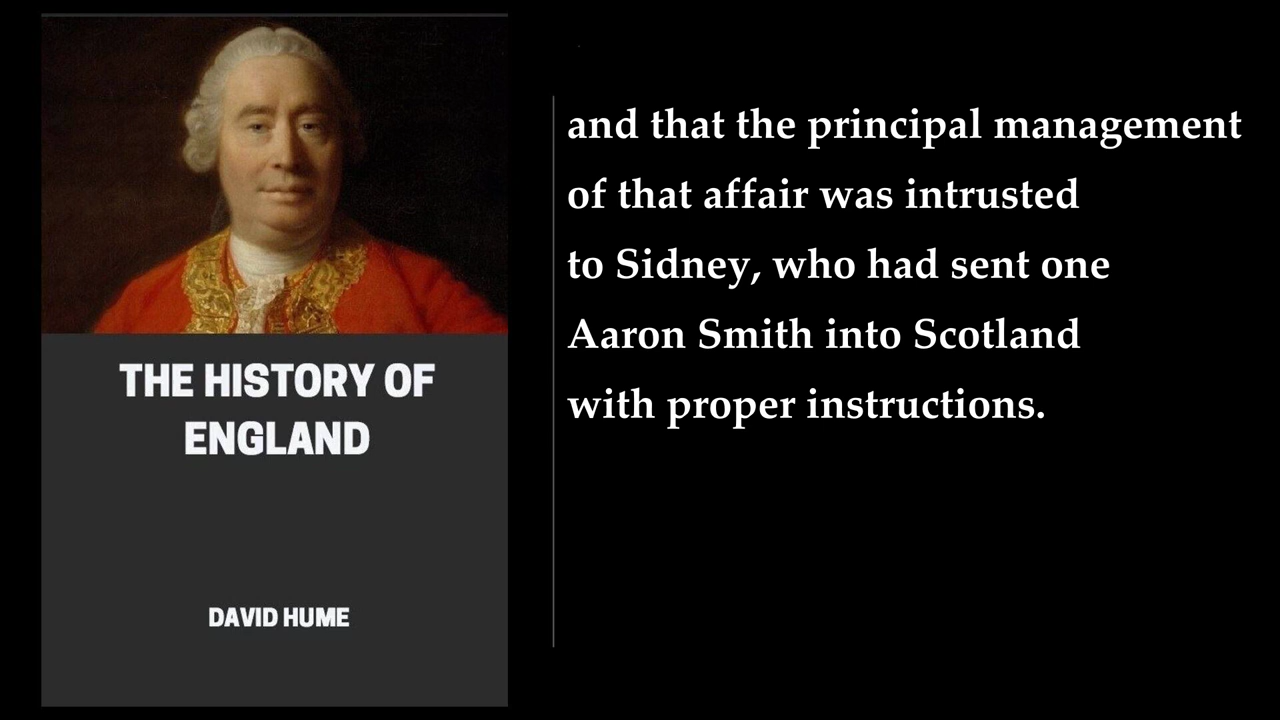 THE HISTORY OF
ENGLAND
DAVID HUME
and that the principal management
of that affair was intrusted
to Sidney, who had sent one
Aaron Smith into Scotland
with proper instructions.